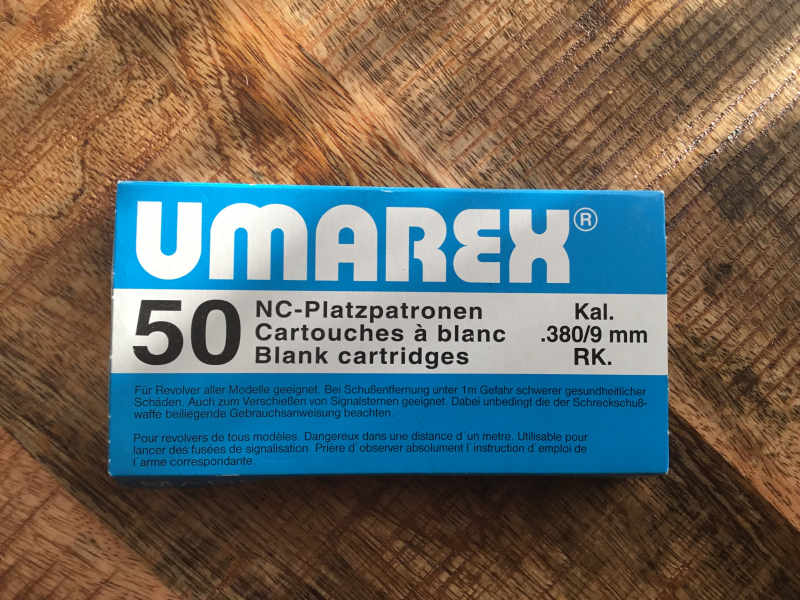 UMAREX®
50
NC-Platzpatronen
Cartouches à blanc
Blank cartridges
Kal.
.380/9 mm
RK.
Für Revolver aller Modelle geeignet. Bei Schußentfernung unter 1m Gefahr schwerer gesundheitlicher
Schäden. Auch zum Verschießen von Signalsternen geeignet. Dabei unbedingt die der Schreckschuß-
waffe beiliegende Gebrauchsanweisung beachten.
Pour revolvers de tous modèles. Dangereux dans une distance d´un metre. Utilisable pour
lancer des fusées de signalisation. Prière d´observer absolument l´instruction d´emploi de
l´arme correspondante.